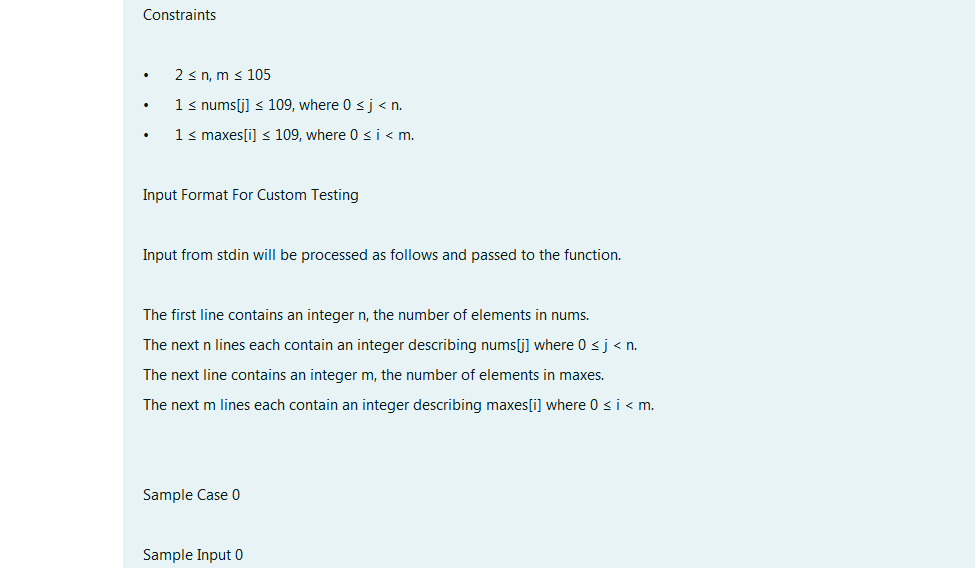 Constraints
• 2 ≤ n, m ≤ 105
• 1 ≤ nums[j] ≤ 109, where 0 ≤ j < n.
• 1 ≤ maxes[i] ≤ 109, where 0 ≤ i < m.
Input Format For Custom Testing
Input from stdin will be processed as follows and passed to the function.
The first line contains an integer n, the number of elements in nums.
The next n lines each contain an integer describing nums[j] where 0 ≤ j < n.
The next line contains an integer m, the number of elements in maxes.
The next m lines each contain an integer describing maxes[i] where 0 ≤ i < m.
Sample Case 0
Sample Input 0